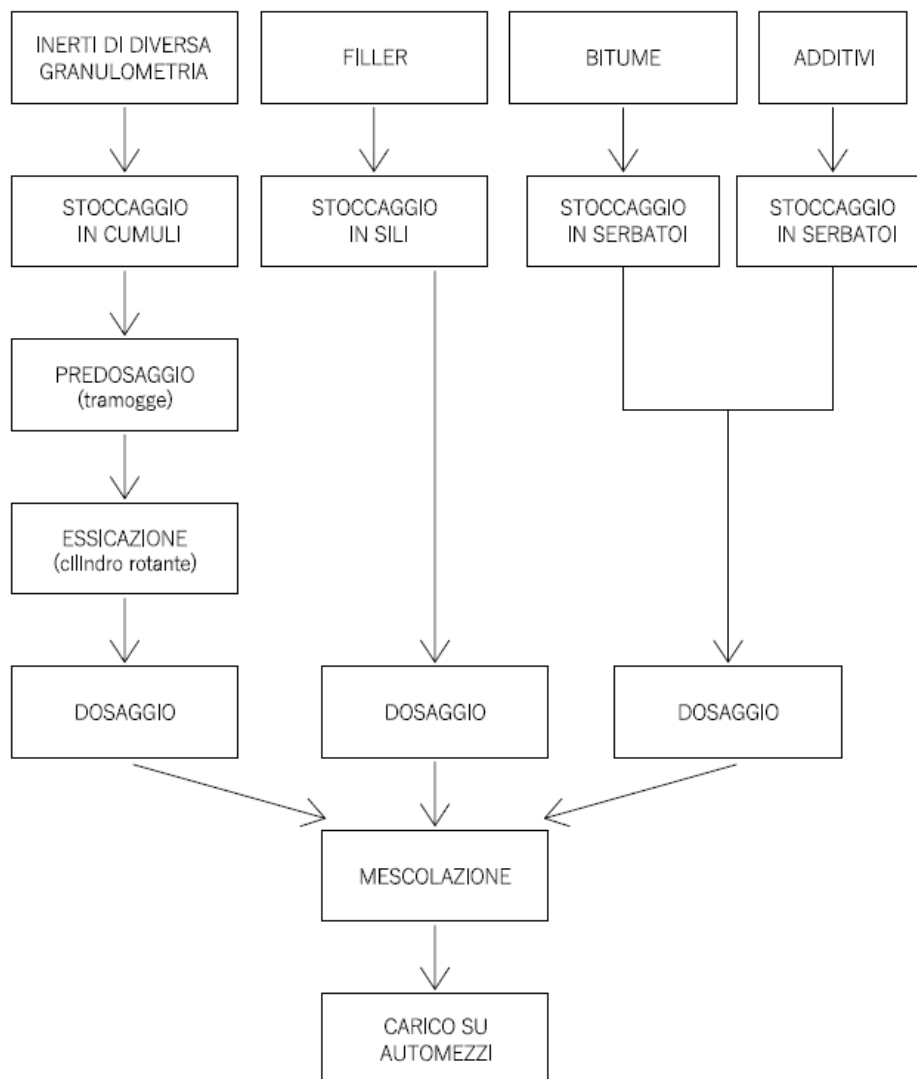 INERTI DI DIVERSA
GRANULOMETRIA
FILLER
BITUME
ADDITIVI
STOCCAGGIO
IN CUMULI
STOCCAGGIO
IN SILI
STOCCAGGIO
IN SERBATOI
STOCCAGGIO
IN SERBATOI
PREDOSAGGIO
(tramogge)
ESSICAZIONE
(cilindro rotante)
DOSAGGIO
DOSAGGIO
DOSAGGIO
MESCOLAZIONE
CARICO SU
AUTOMEZZI